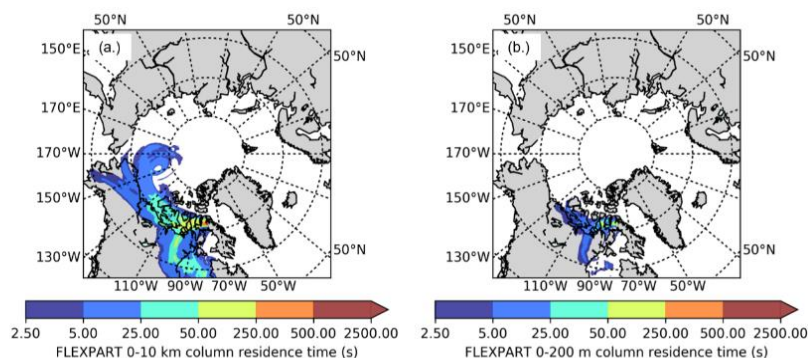 50°N 50°N
(a.)
150°E
50°N
170°E
170°W
150°W
130°W
50°N
110°W 90°W 70°W 50°W
2.50 5.00 25.00 50.00 250.00 500.00 2500.00
FLEXPART 0-10 km column residence time (s)
50°N 50°N
(b.)
150°E
50°N
170°E
170°W
150°W
130°W
50°N
110°W 90°W 70°W 50°W
2.50 5.00 25.00 50.00 250.00 500.00 2500.00
FLEXPART 0-200 m column residence time (s)